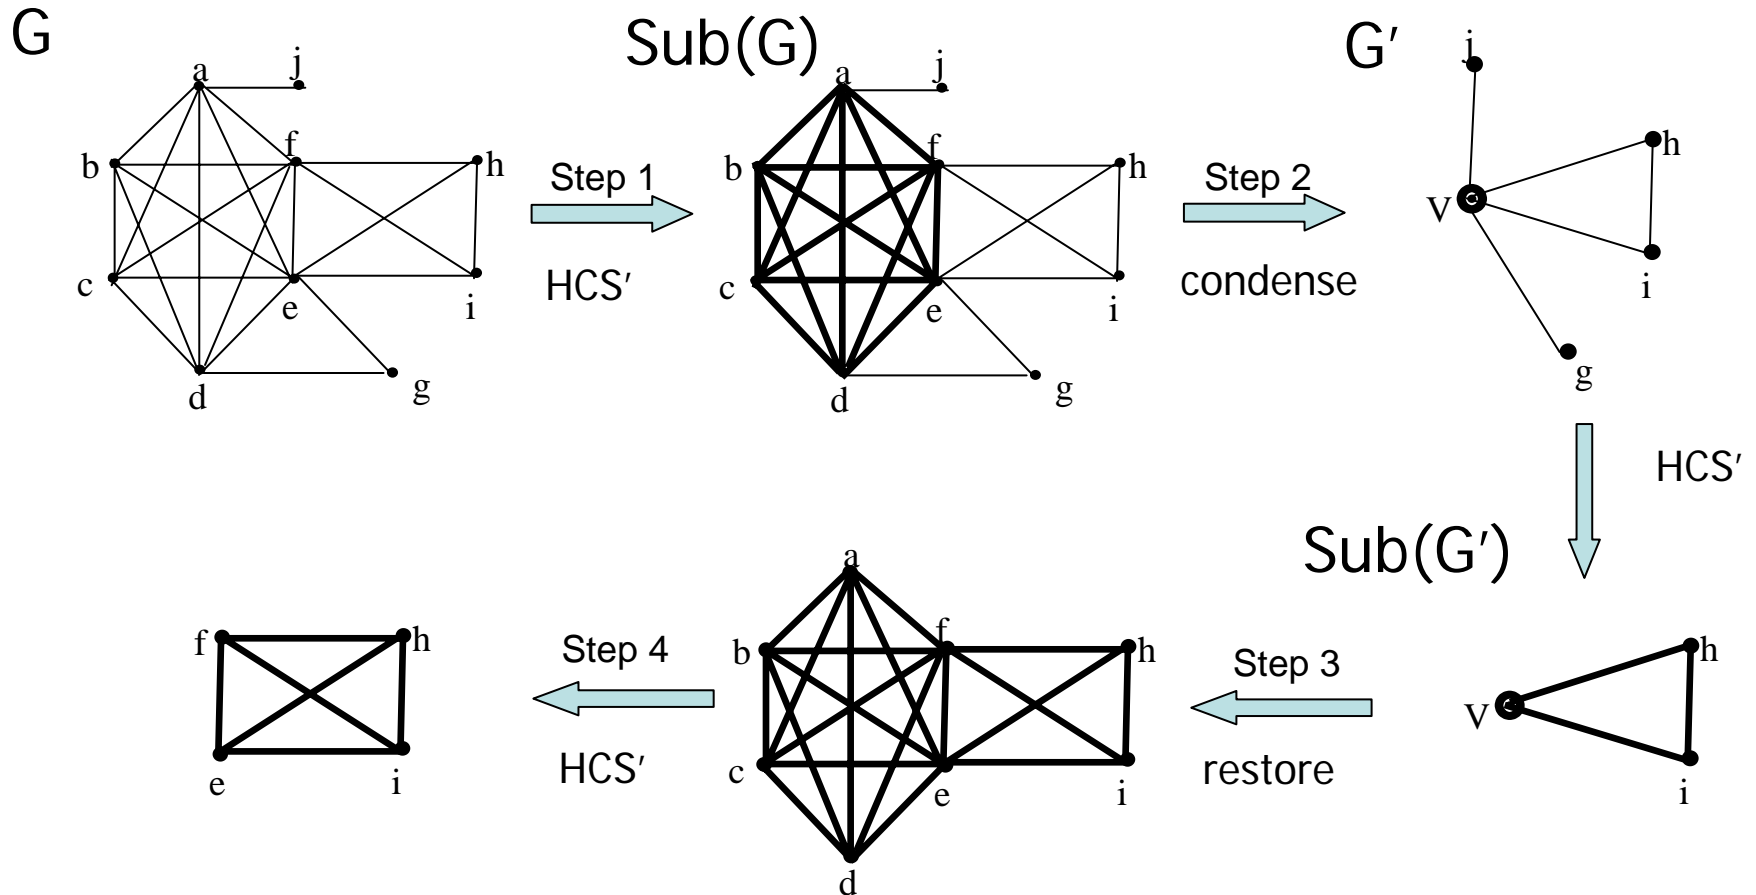 G
Sub(G)
G′
a
j
b
f
h
c
e
i
d
g
Step 1
HCS′
a
j
b
f
h
c
e
i
d
g
Step 2
condense
j
h
V
i
g
HCS′
Sub(G′)
h
V
i
Step 3
restore
a
b
f
h
c
e
i
d
Step 4
HCS′
f
h
e
i